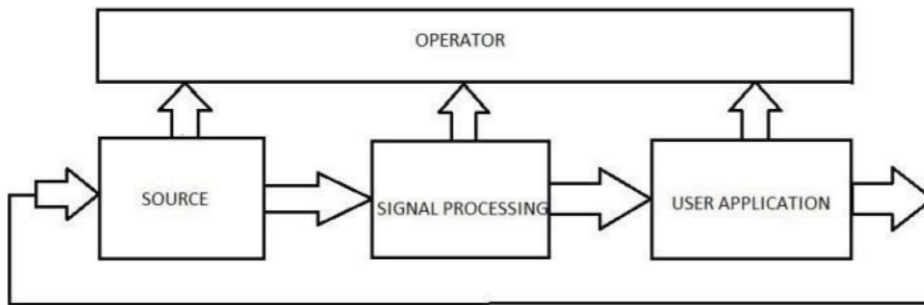 OPERATOR
SOURCE
SIGNAL PROCESSING
USER APPLICATION